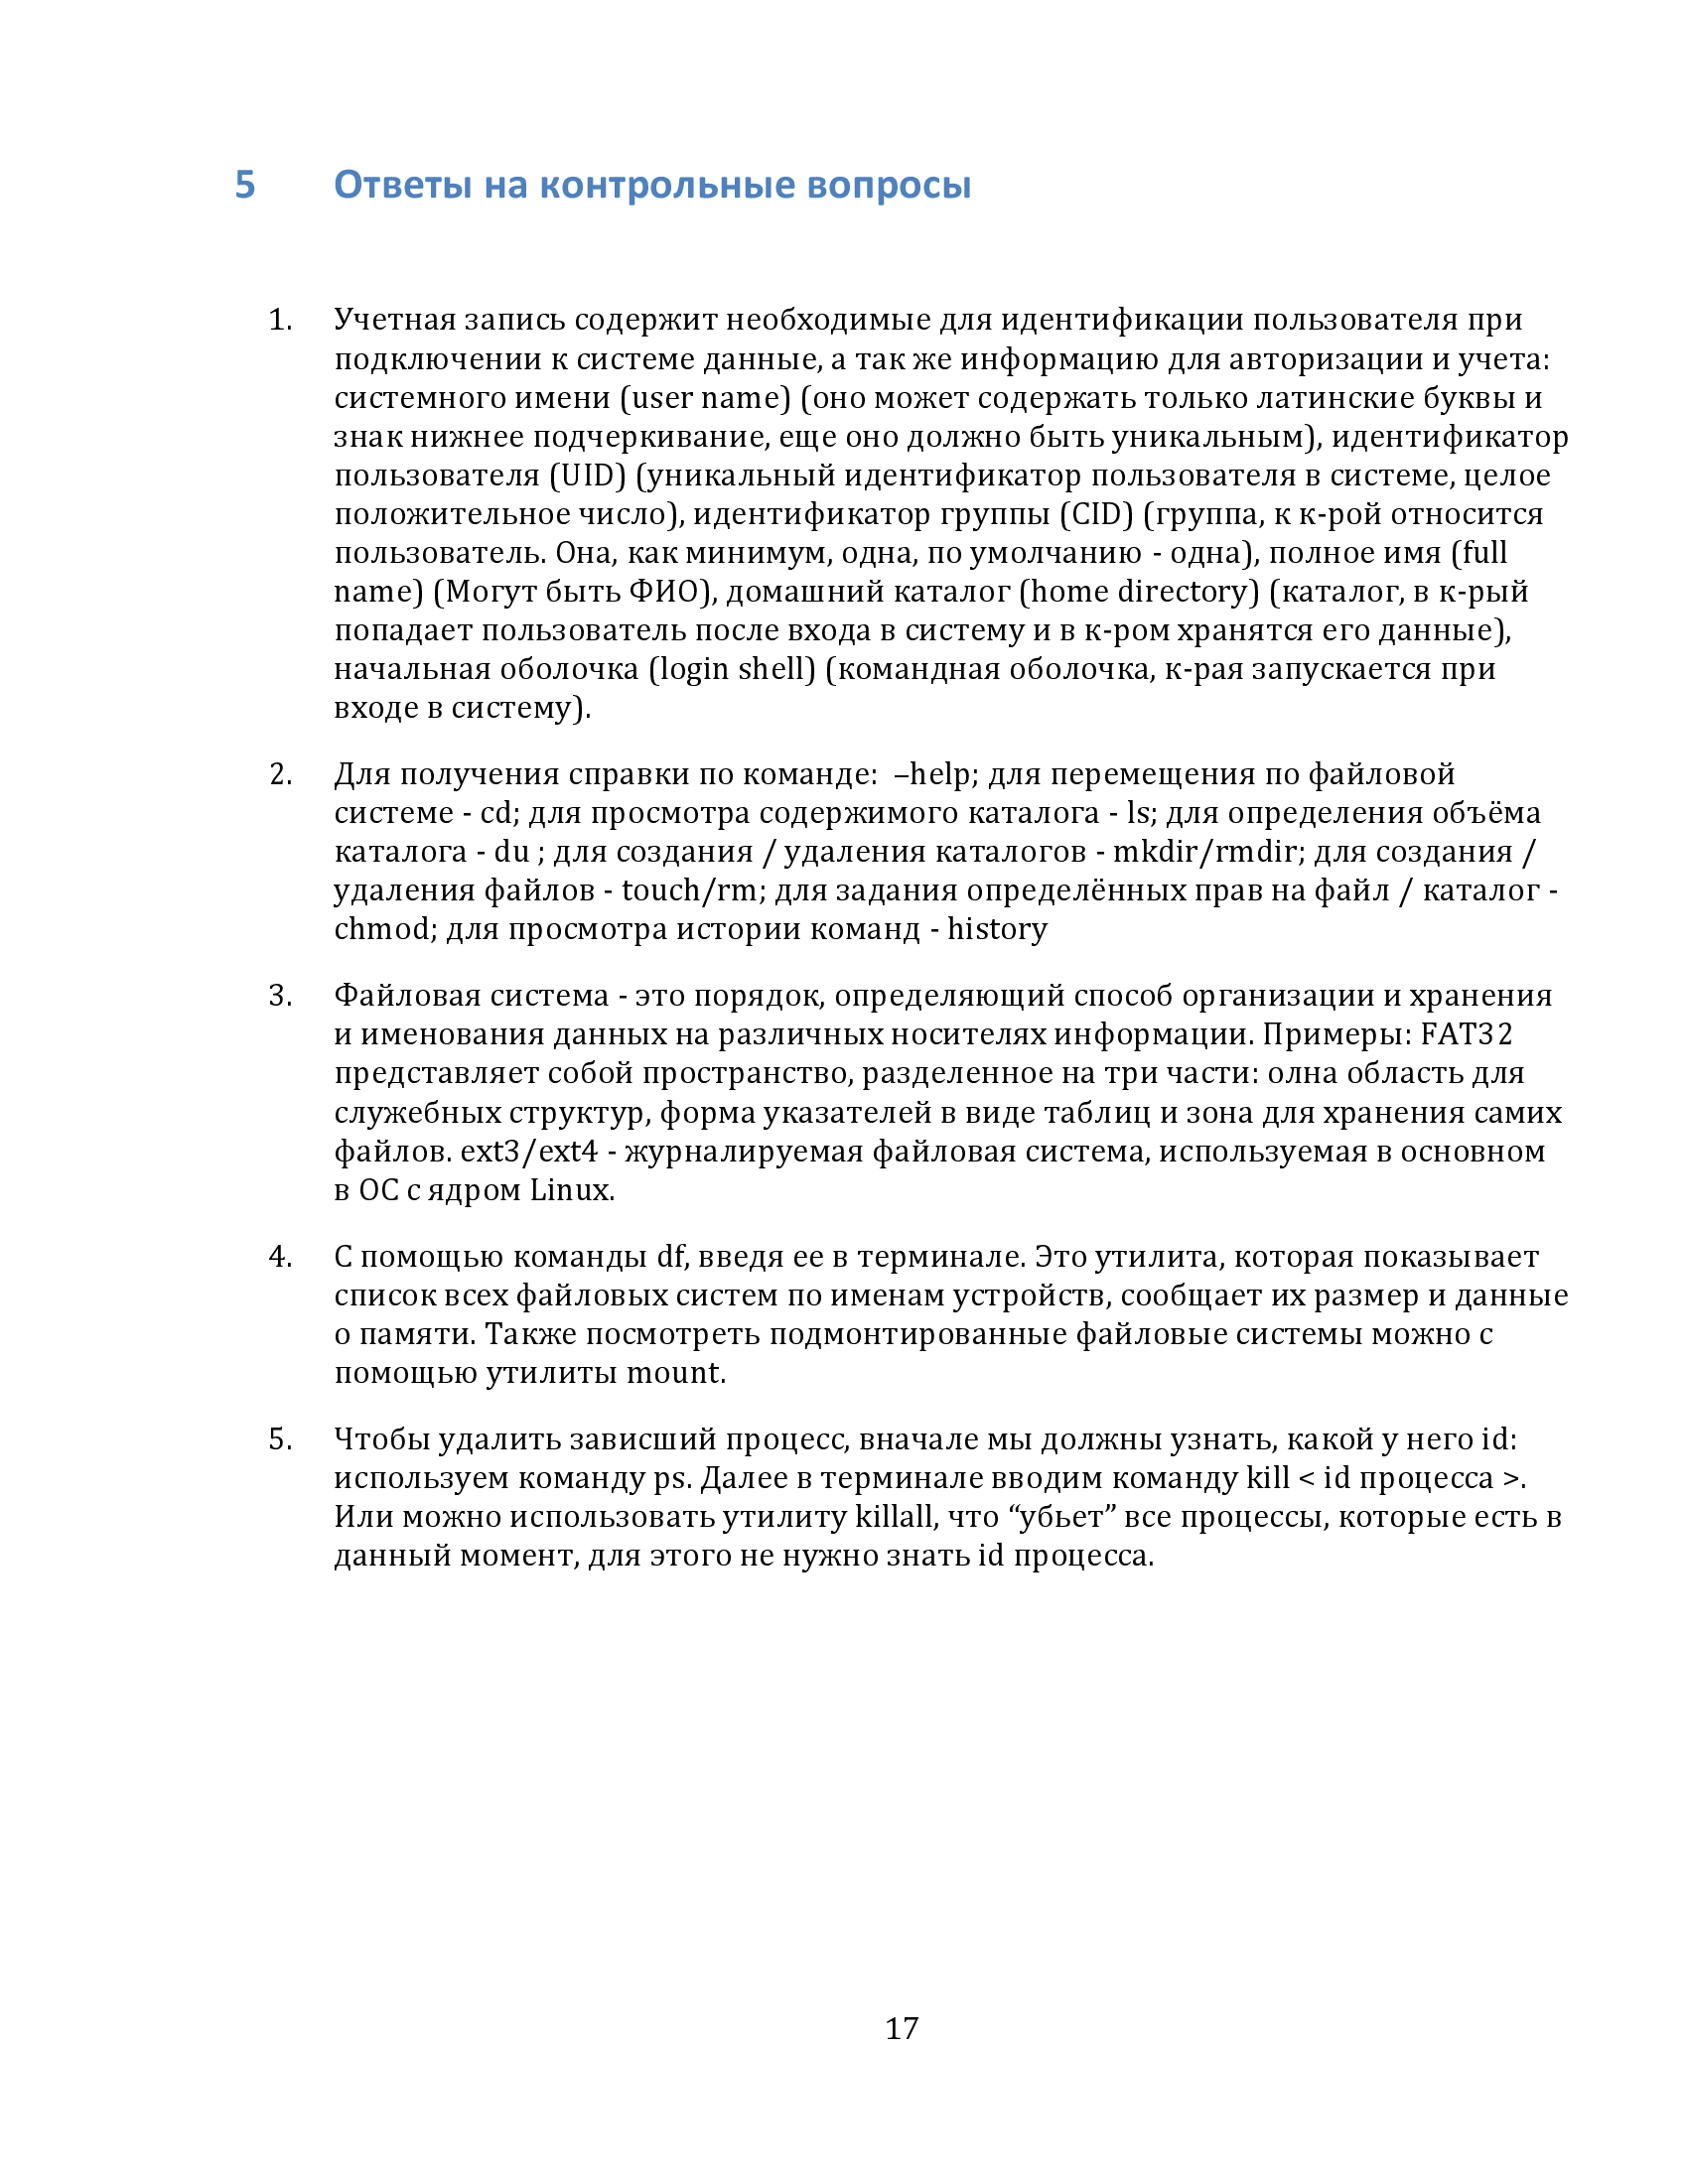 5 Ответы на контрольные вопросы
1. Учетная запись содержит необходимые для идентификации пользователя при
подключении к системе данные, а так же информацию для авторизации и учета:
системного имени (user name) (оно может содержать только латинские буквы и
знак нижнее подчеркивание, еще оно должно быть уникальным), идентификатор
пользователя (UID) (уникальный идентификатор пользователя в системе, целое
положительное число), идентификатор группы (CID) (группа, к к-рой относится
пользователь. Она, как минимум, одна, по умолчанию - одна), полное имя (full
name) (Могут быть ФИО), домашний каталог (home directory) (каталог, в к-рый
попадает пользователь после входа в систему и в к-ром хранятся его данные),
начальная оболочка (login shell) (командная оболочка, к-рая запускается при
входе в систему).
2. Для получения справки по команде: –help; для перемещения по файловой
системе - cd; для просмотра содержимого каталога - ls; для определения объёма
каталога - du ; для создания / удаления каталогов - mkdir/rmdir; для создания /
удаления файлов - touch/rm; для задания определённых прав на файл / каталог -
chmod; для просмотра истории команд - history
3. Файловая система - это порядок, определяющий способ организации и хранения
и именования данных на различных носителях информации. Примеры: FAT32
представляет собой пространство, разделенное на три части: олна область для
служебных структур, форма указателей в виде таблиц и зона для хранения самих
файлов. ext3/ext4 - журналируемая файловая система, используемая в основном
в ОС с ядром Linux.
4. С помощью команды df, введя ее в терминале. Это утилита, которая показывает
список всех файловых систем по именам устройств, сообщает их размер и данные
о памяти. Также посмотреть подмонтированные файловые системы можно с
помощью утилиты mount.
5. Чтобы удалить зависший процесс, вначале мы должны узнать, какой у него id:
используем команду ps. Далее в терминале вводим команду kill < id процесса >.
Или можно использовать утилиту killall, что “убьет” все процессы, которые есть в
данный момент, для этого не нужно знать id процесса.
17